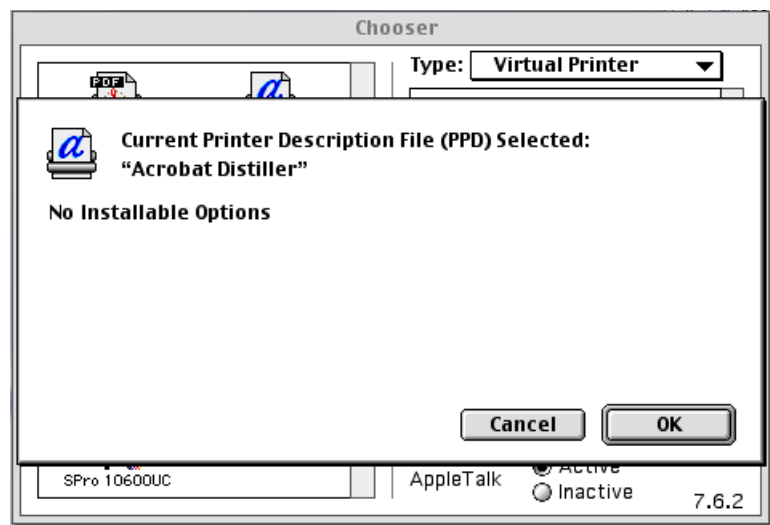 Chooser
PDF
Type: Virtual Printer
Current Printer Description File (PPD) Selected:
“Acrobat Distiller”
No Installable Options
Cancel
OK
SPro 10600UC
AppleTalk
Active
Inactive
7.6.2